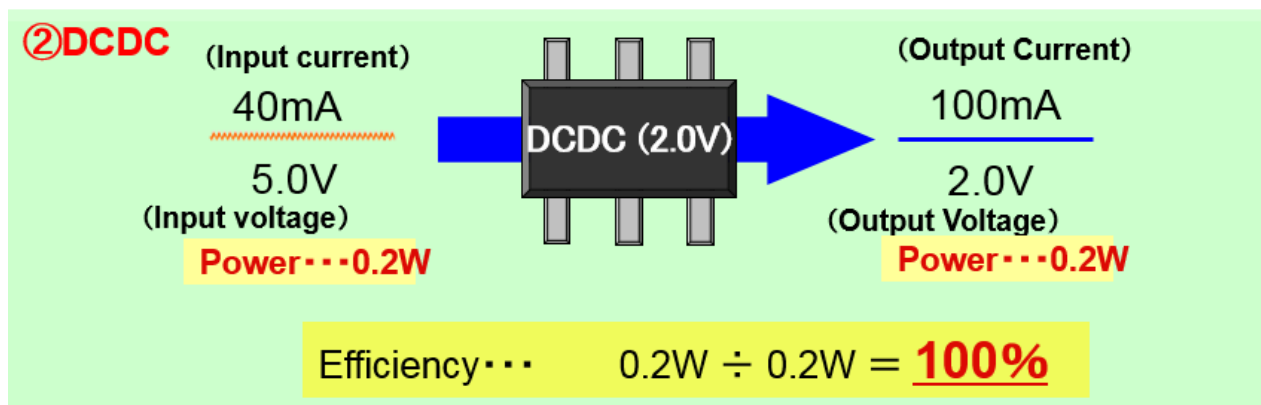 ②DCDC
(Input current)
40mA
5.0V
(Input voltage)
Power･･･0.2W
DCDC (2.0V)
(Output Current)
100mA
2.0V
(Output Voltage)
Power･･･0.2W
Efficiency･･･ 0.2W ÷ 0.2W = 100%